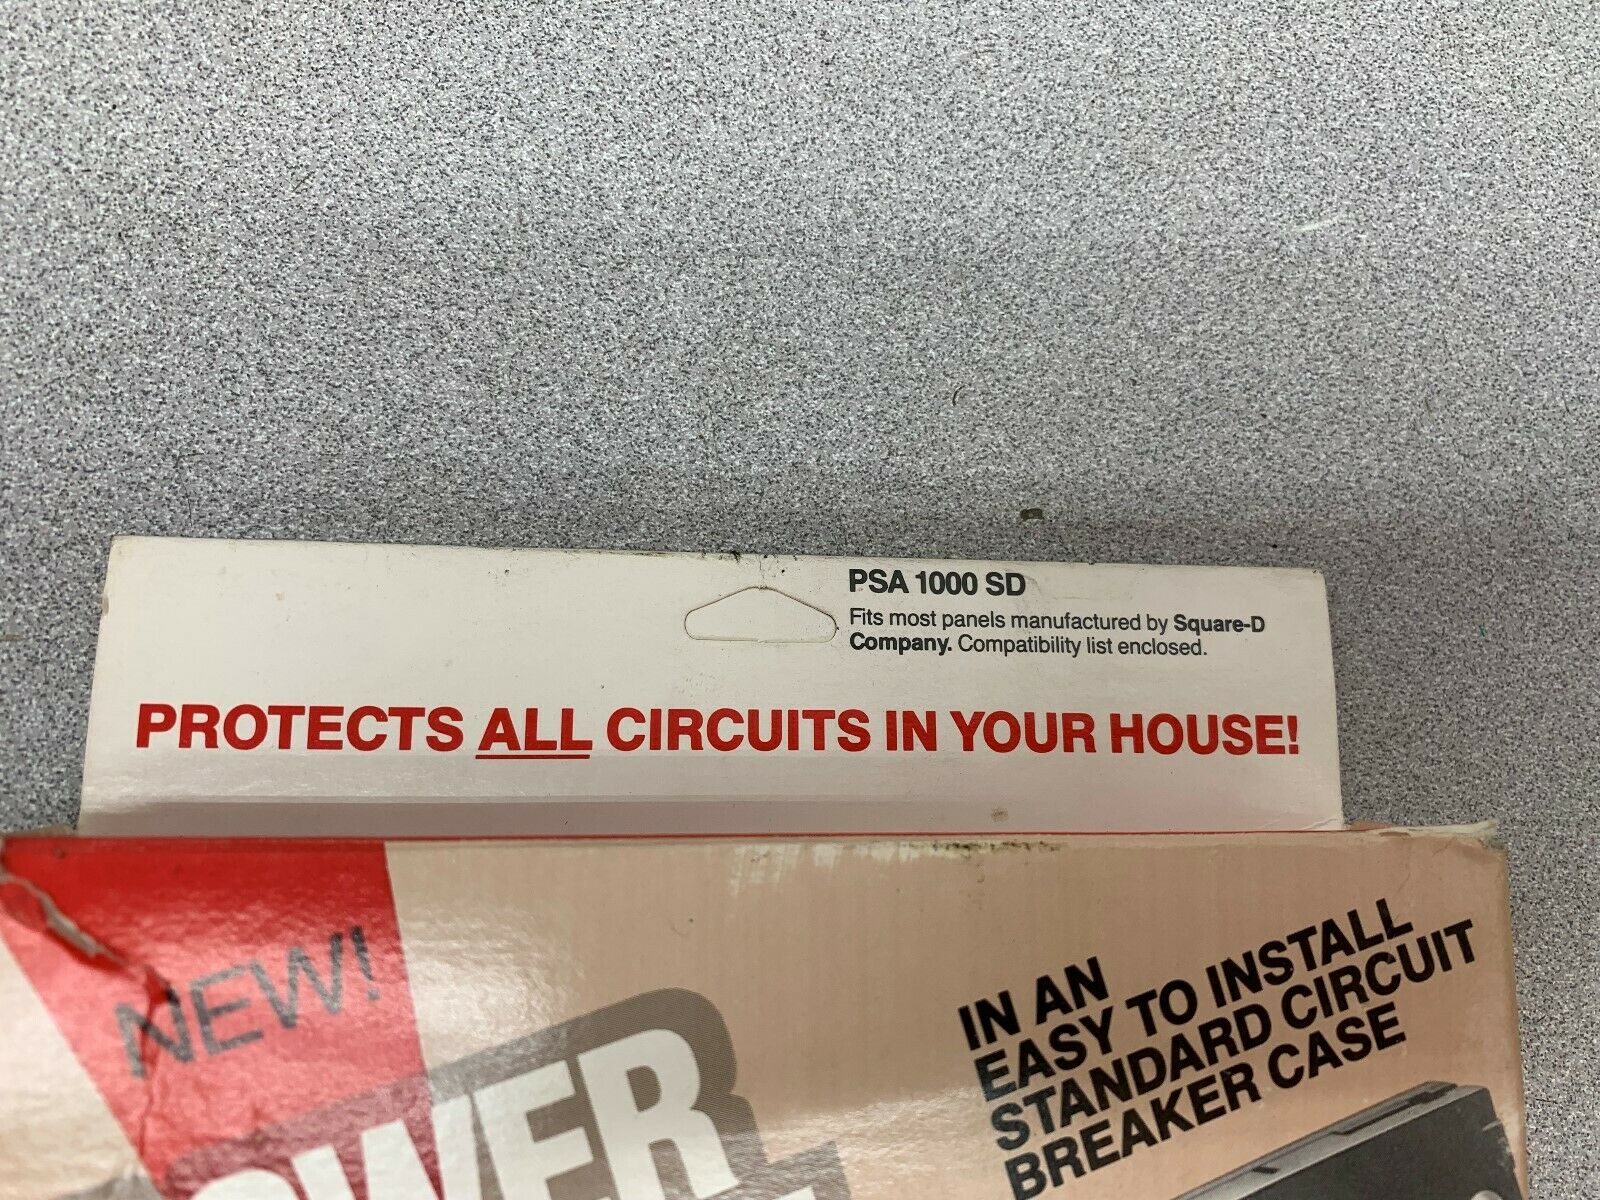 PSA 1000 SD
Fits most panels manufactured by Square-D
Company. Compatibility list enclosed.
PROTECTS ALL CIRCUITS IN YOUR HOUSE!
NEW!
IN AN
EASY TO INSTALL
STANDARD CIRCUIT
BREAKER CASE